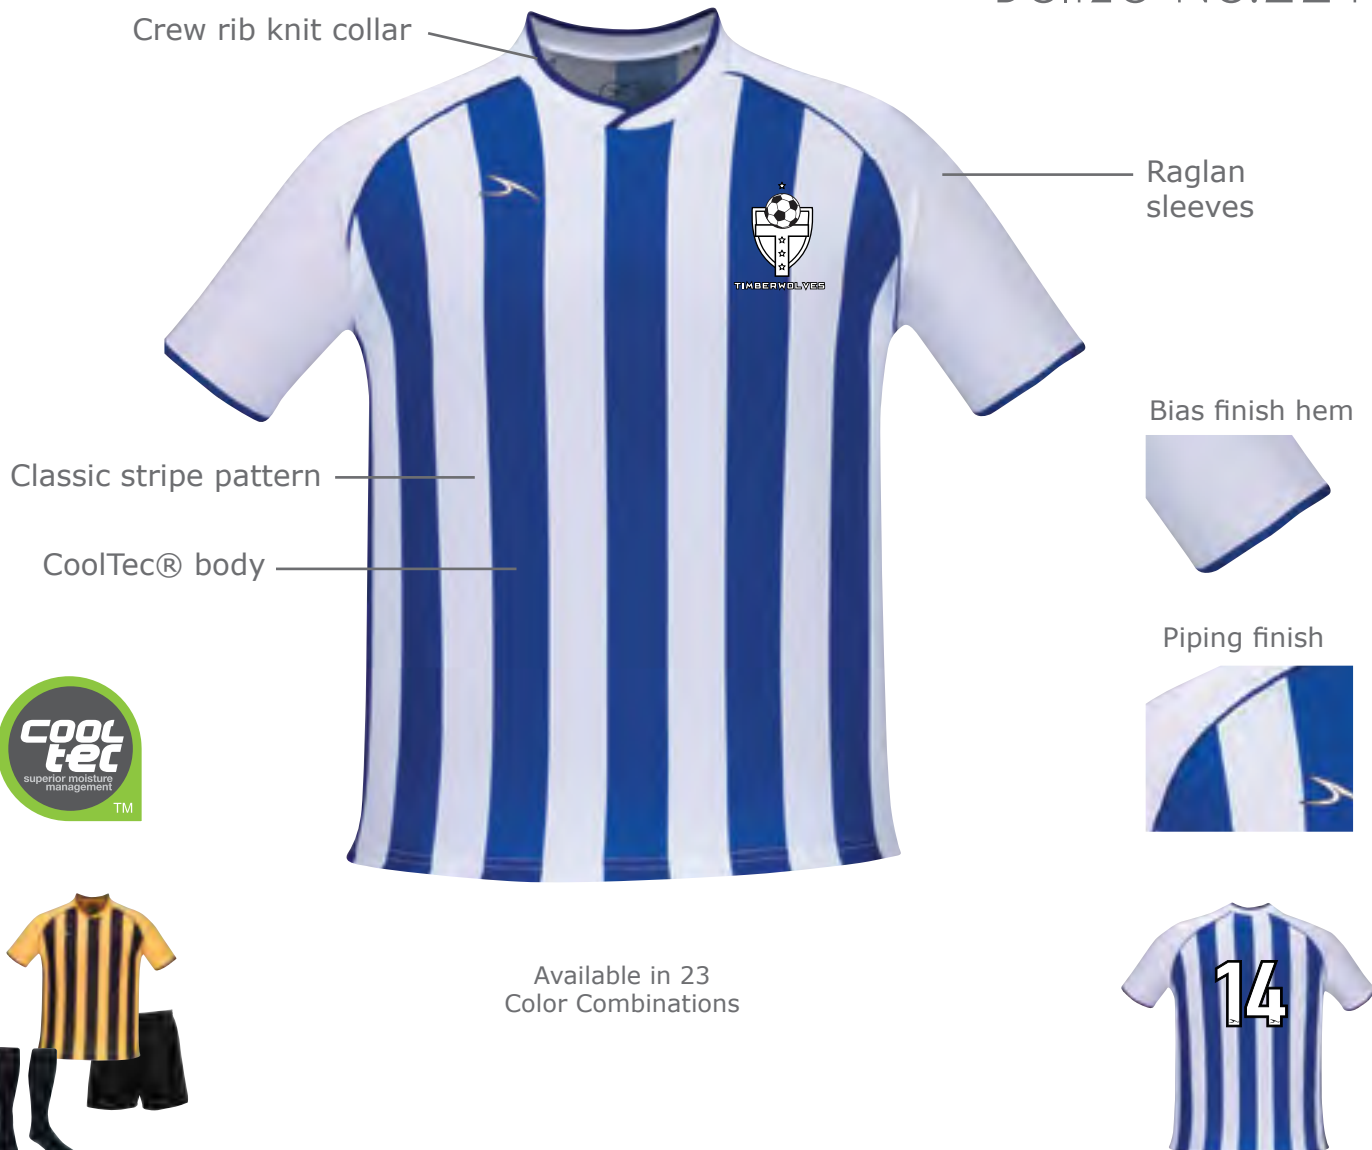 Crew rib knit collar
Raglan
sleeves
TIMBERWOLVES
Bias finish hem
Classic stripe pattern
CoolTec® body
Piping finish
COOL
tec
superior moisture
management
TM
Available in 23
Color Combinations
14